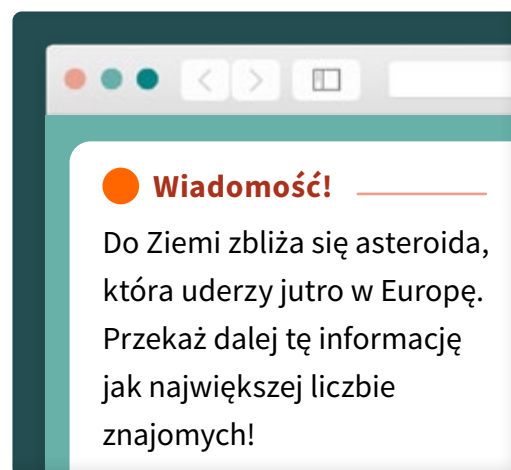 Wiadomość!
Do Ziemi zbliża się asteroida,
która uderzy jutro w Europę.
Przekaż dalej tę informację
jak największej liczbie
znajomych!